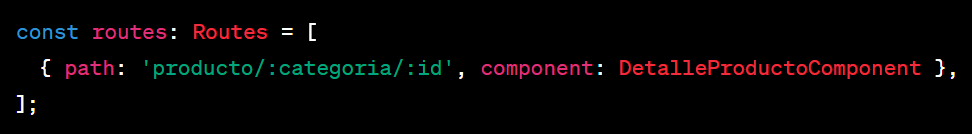 const routes: Routes = [
  { path: 'producto/:categoria/:id', component: DetalleProductoComponent },
];